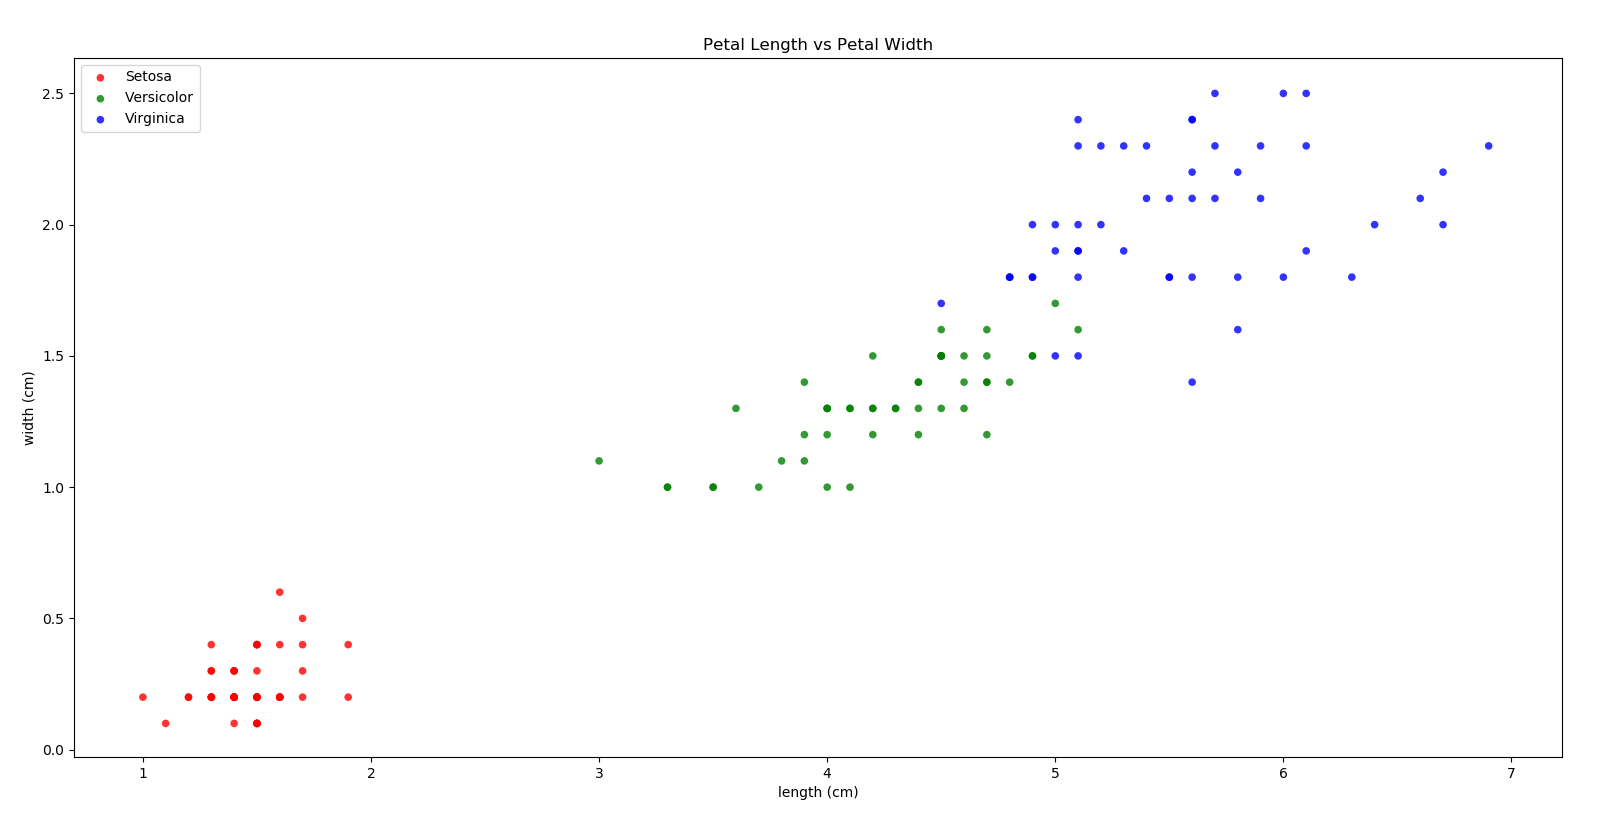 Petal Length vs Petal Width
Setosa
Versicolor
Virginica
2.5
2.0
1.5
1.0
0.5
0.0
width (cm)
1 2 3 4 5 6 7
length (cm)